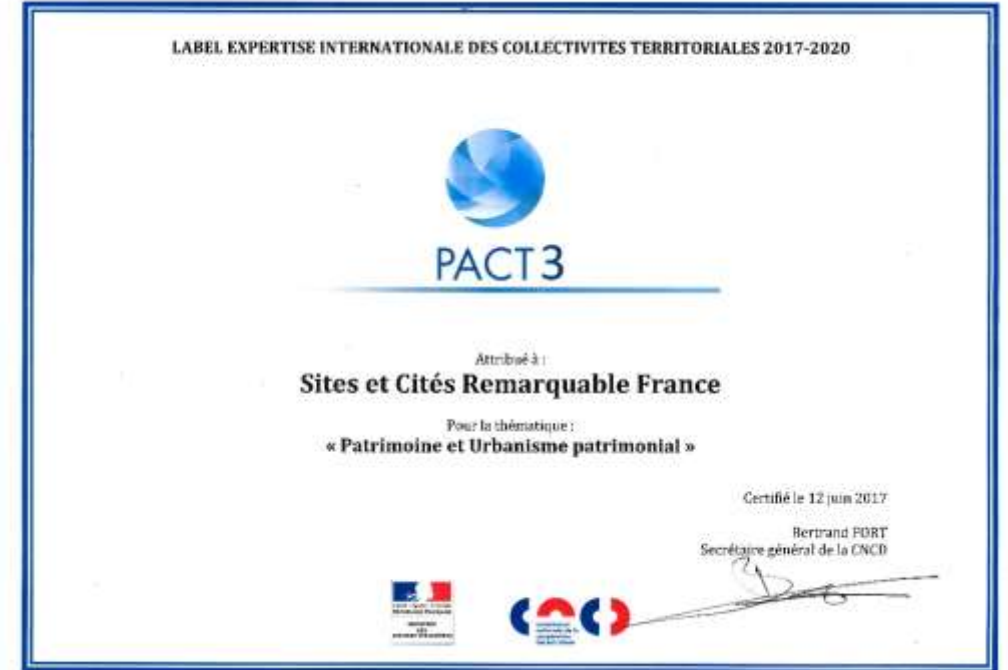 LABEL EXPERTISE INTERNATIONALE DES COLLECTIVITES TERRITORIALES 2017-2020
PACT3
Attribué à :
Sites et Cités Remarquable France
Pour la thématique :
« Patrimoine et Urbanisme patrimonial »
Certifié le 12 juin 2017
Bertrand FORT
Secrétaire général de la CNCD